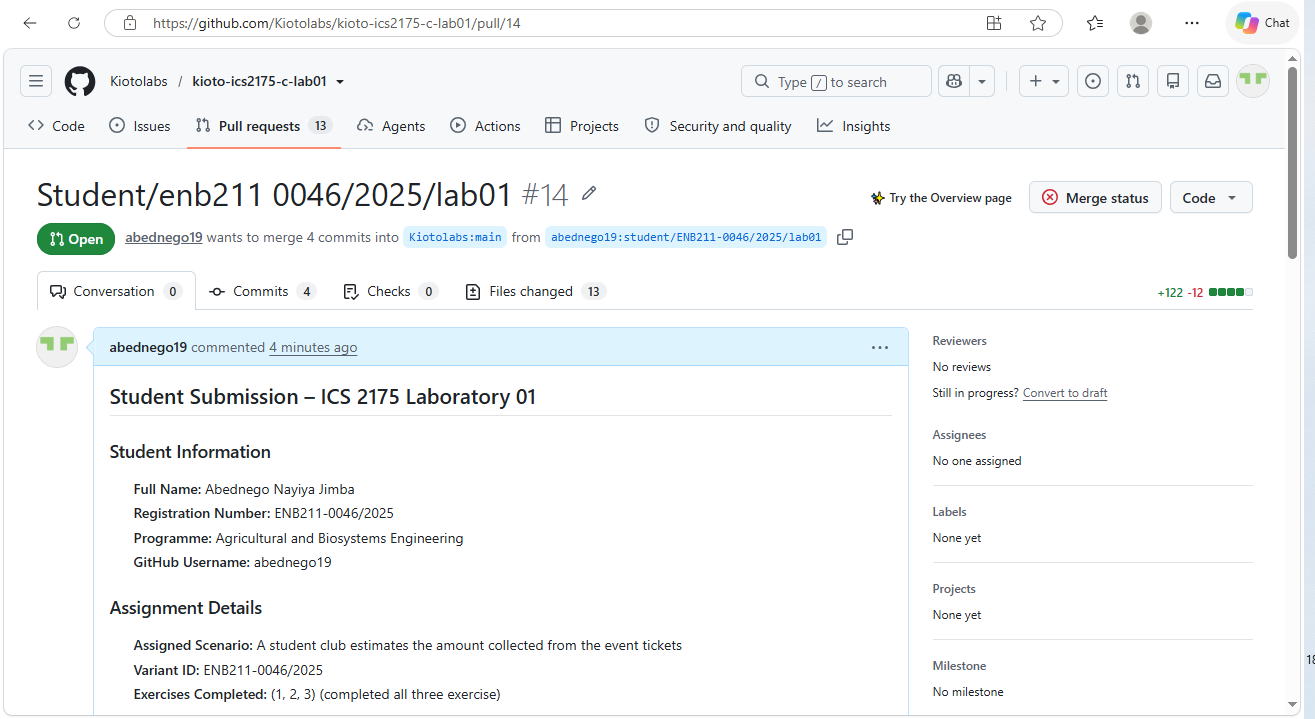 https://github.com/Kiotolabs/kioto-ics2175-c-lab01/pull/14
Chat
Kiotolabs / kioto-ics2175-c-lab01
Type / to search
Code
Issues
Pull requests 13
Agents
Actions
Projects
Security and quality
Insights
Student/enb211 0046/2025/lab01 #14
Try the Overview page
Merge status
Code
Open
abednego19 wants to merge 4 commits into Kiotolabs:main from abednego19:student/ENB211-0046/2025/lab01
Conversation 0
Commits 4
Checks 0
Files changed 13
+122 -12
abednego19 commented 4 minutes ago
Student Submission – ICS 2175 Laboratory 01
Student Information
Full Name: Abednego Nayiya Jimba
Registration Number: ENB211-0046/2025
Programme: Agricultural and Biosystems Engineering
GitHub Username: abednego19
Assignment Details
Assigned Scenario: A student club estimates the amount collected from the event tickets
Variant ID: ENB211-0046/2025
Exercises Completed: (1, 2, 3) (completed all three exercise)
Reviewers
No reviews
Still in progress? Convert to draft
Assignees
No one assigned
Labels
None yet
Projects
None yet
Milestone
No milestone